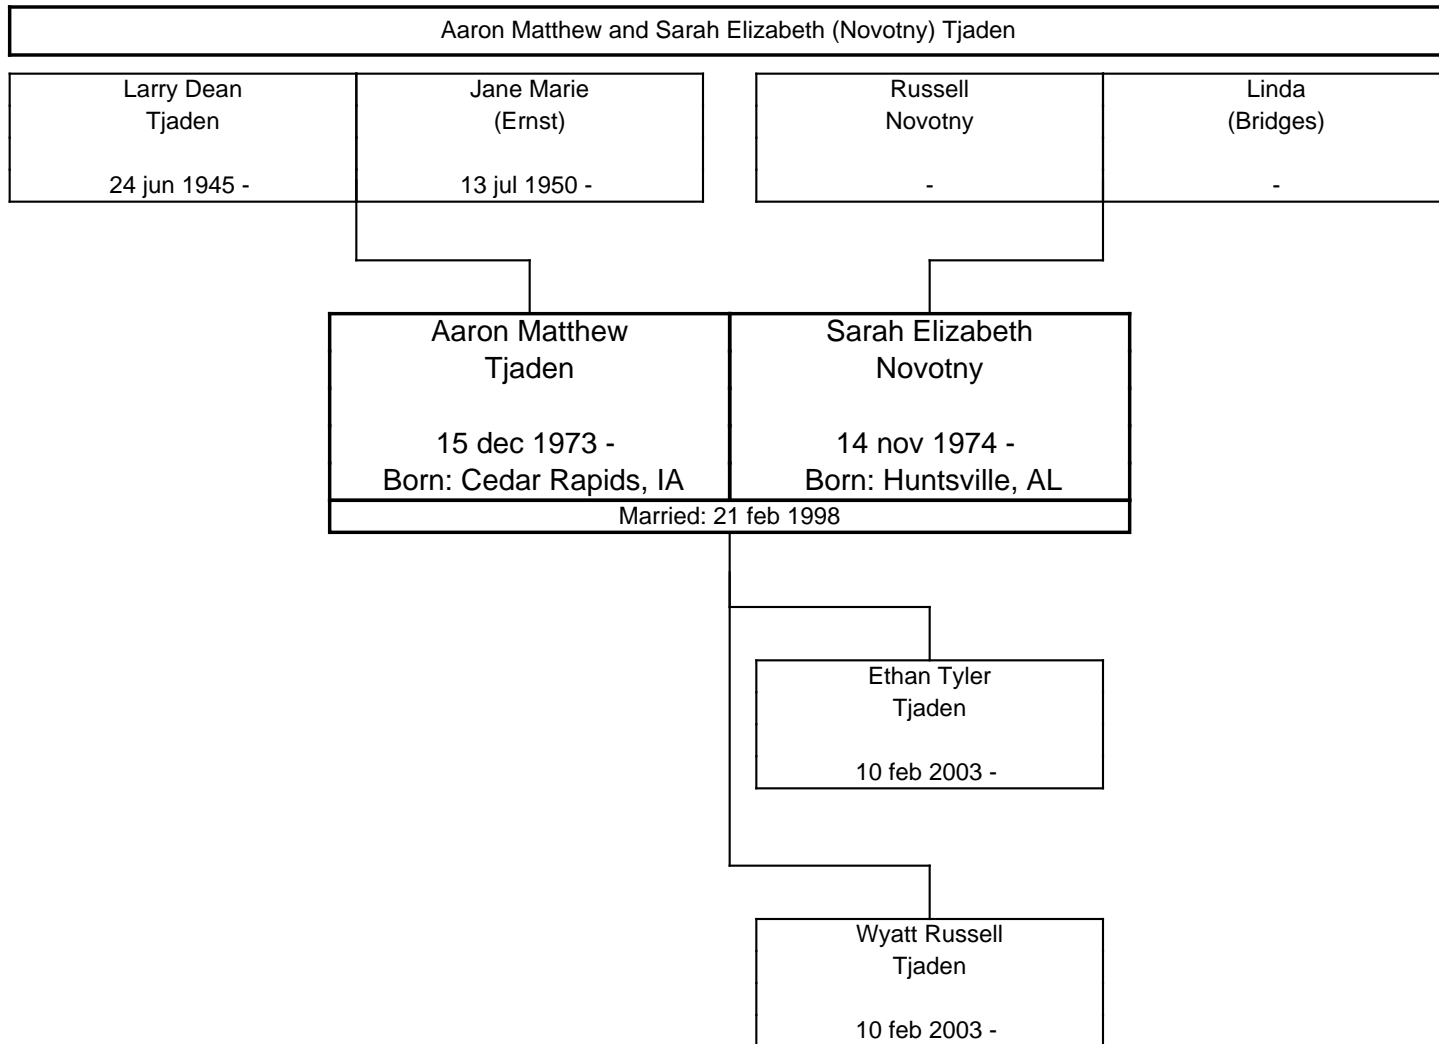 Aaron Matthew and Sarah Elizabeth (Novotny) Tjaden
Larry Dean
Tjaden
24 jun 1945 -
Jane Marie
(Ernst)
13 jul 1950 -
Russell
Novotny
-
Linda
(Bridges)
-
Aaron Matthew
Tjaden
15 dec 1973 -
Born: Cedar Rapids, IA
Sarah Elizabeth
Novotny
14 nov 1974 -
Born: Huntsville, AL
Married: 21 feb 1998
Ethan Tyler
Tjaden
10 feb 2003 -
Wyatt Russell
Tjaden
10 feb 2003 -